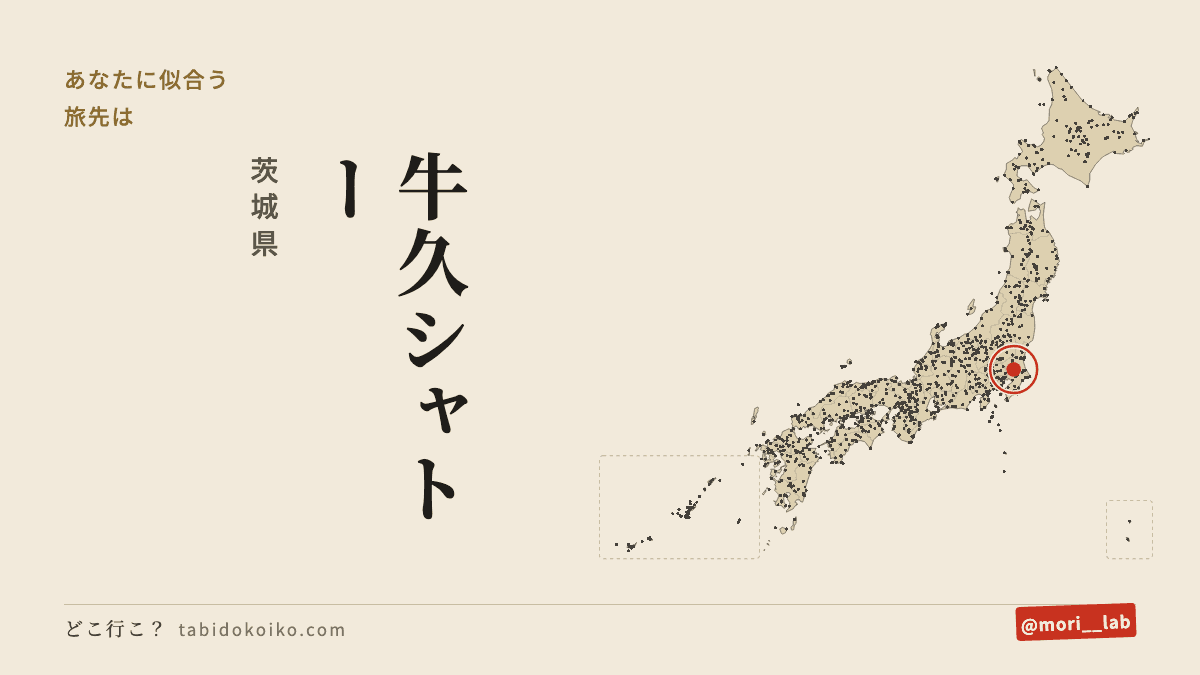 あなたに似合う
旅先は
牛久シャトー
茨城県
どこ行こ？ tabidokoiko.com
@mori__lab